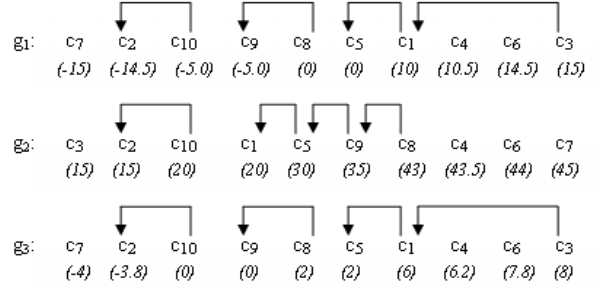 g1: c7 c2 c10 c9 c8 c5 c1 c4 c6 c3
(-15) (-14.5) (-5.0) (-5.0) (0) (0) (10) (10.5) (14.5) (15)
g2: c3 c2 c10 c1 c5 c9 c8 c4 c6 c7
(15) (15) (20) (20) (30) (35) (43) (43.5) (44) (45)
g3: c7 c2 c10 c9 c8 c5 c1 c4 c6 c3
(-4) (-3.8) (0) (0) (2) (2) (6) (6.2) (7.8) (8)